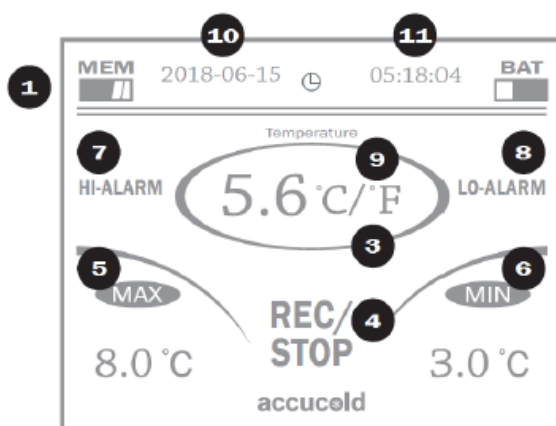 10 11
1 MEM 2018-06-15 05:18:04 BAT
7 Temperature 8
9
HI-ALARM 5.6 °C/°F LO-ALARM
3
5 6
MAX MIN
REC/ 4
STOP
8.0 °C 3.0 °C
accucold